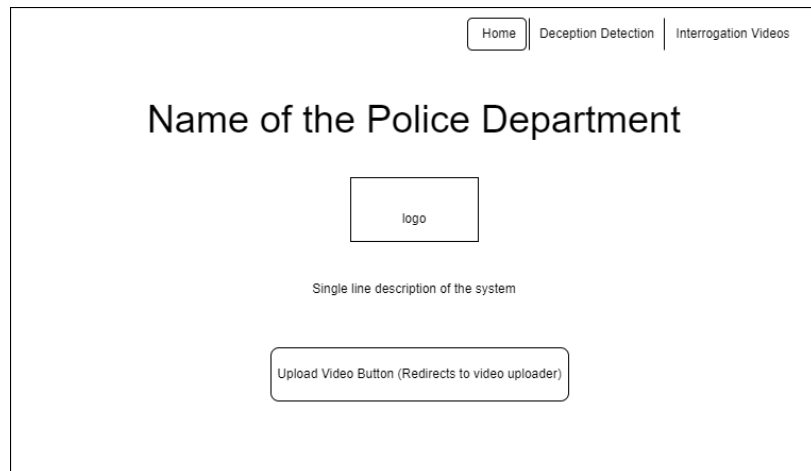 Home
Deception Detection
Interrogation Videos
Name of the Police Department
logo
Single line description of the system
Upload Video Button (Redirects to video uploader)